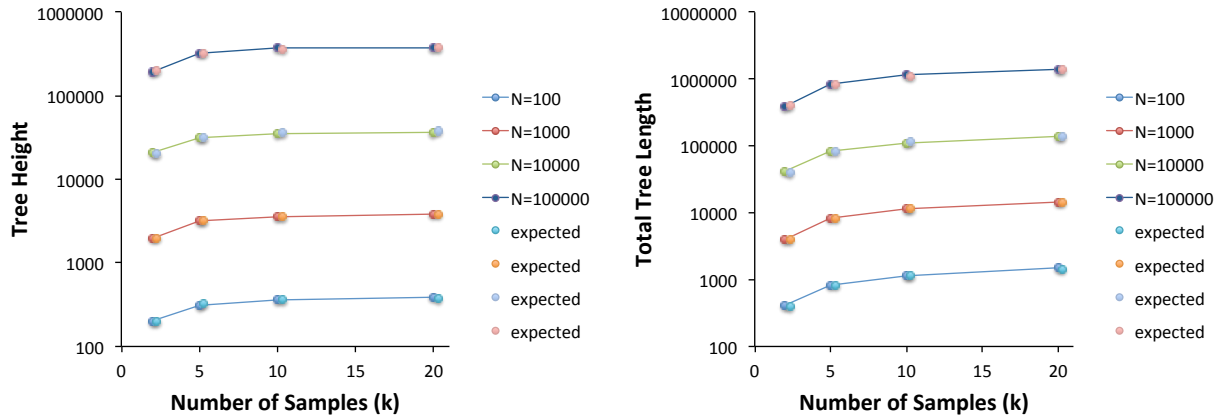 1000000
100000
10000
1000
100
Tree Height
0
5
10
15
20
Number of Samples (k)
N=100
N=1000
N=10000
N=100000
expected
expected
expected
expected
10000000
1000000
100000
10000
1000
100
Total Tree Length
0
5
10
15
20
Number of Samples (k)
N=100
N=1000
N=10000
N=100000
expected
expected
expected
expected